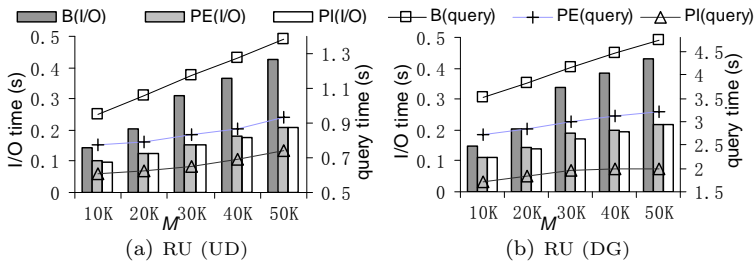 B(I/O) PE(I/O) PI(I/O) B(query) PE(query) PI(query)
I/O time (s)
0.5
0.4
0.3
0.2
0.1
0
1.3
1.1
0.9
0.7
0.5
query time (s)
10K 20K 30K 40K 50K
M
(a) RU (UD)
I/O time (s)
0.5
0.4
0.3
0.2
0.1
0
4.5
4
3.5
3
2.5
2
1.5
query time (s)
10K 20K 30K 40K 50K
M
(b) RU (DG)